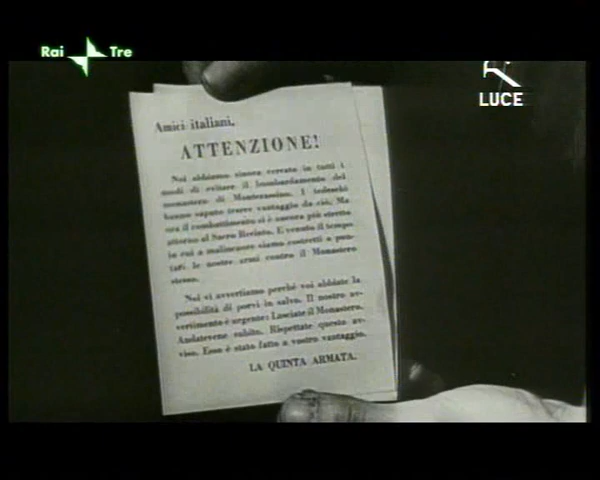 Rai Tre
LUCE
Amici italiani,
ATTENZIONE!
Noi abbiamo sinora cercato in tutti i
modi di evitare il bombardamento del
monastero di Montecassino. I tedeschi
hanno saputo trarre vantaggio da ciò. Ma
ora il combattimento si è ancora più stretto
attorno al Sacro Recinto. È venuto il tempo
in cui a malincuore siamo costretti a pun-
tare le nostre armi contro il Monastero
stesso.
Noi vi avvertiamo perché voi abbiate la
possibilità di porvi in salvo. Il nostro av-
vertimento è urgente: Lasciate il Monastero.
Andatevene subito. Rispettate questo av-
viso. Esso è stato fatto a vostro vantaggio.
LA QUINTA ARMATA.